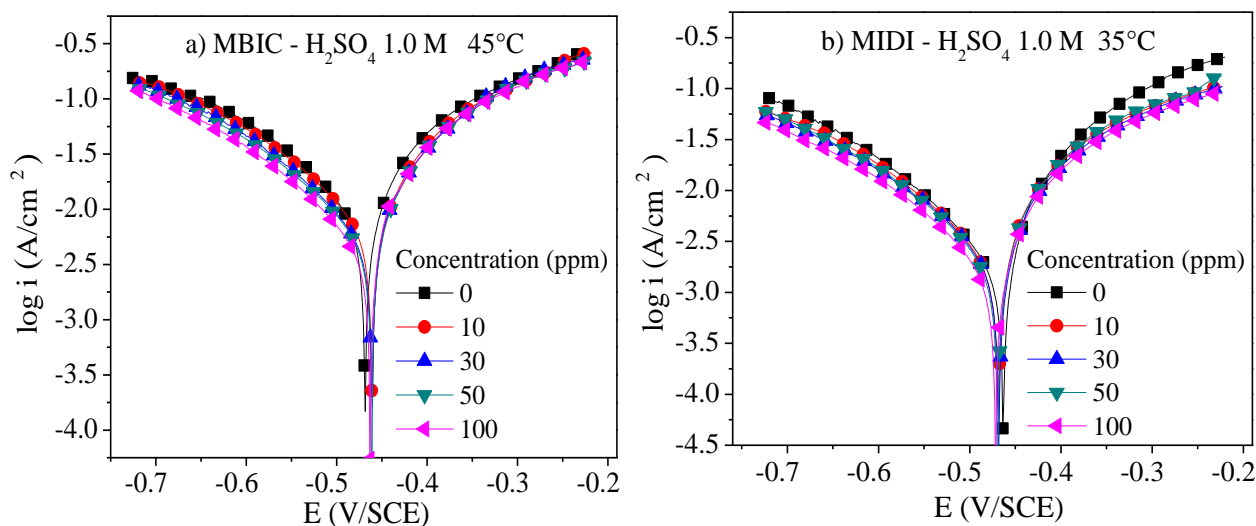 a) MBIC - H₂SO₄ 1.0 M 45°C
log i (A/cm²)
-0.5
-1.0
-1.5
-2.0
-2.5
-3.0
-3.5
-4.0
Concentration (ppm)
0
10
30
50
100
-0.7 -0.6 -0.5 -0.4 -0.3 -0.2
E (V/SCE)
b) MIDI - H₂SO₄ 1.0 M 35°C
log i (A/cm²)
-0.5
-1.0
-1.5
-2.0
-2.5
-3.0
-3.5
-4.0
-4.5
Concentration (ppm)
0
10
30
50
100
-0.7 -0.6 -0.5 -0.4 -0.3 -0.2
E (V/SCE)